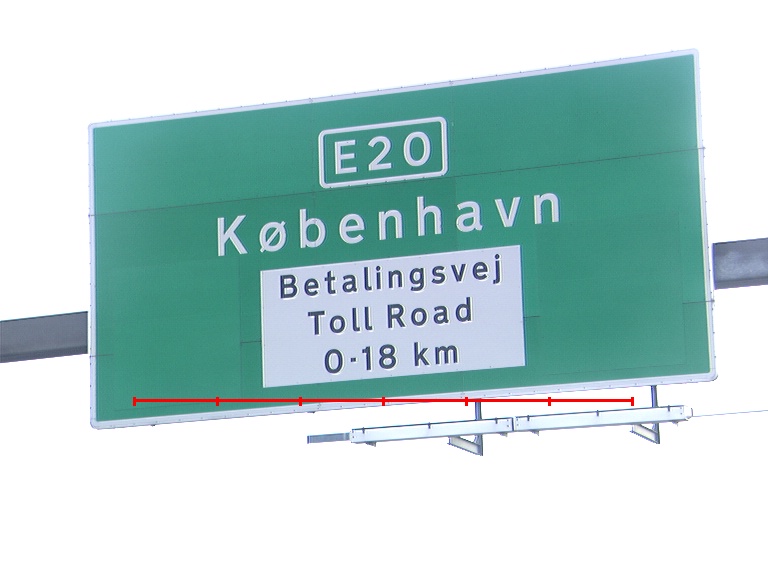 E20
København
Betalingsvej
Toll Road
0-18 km